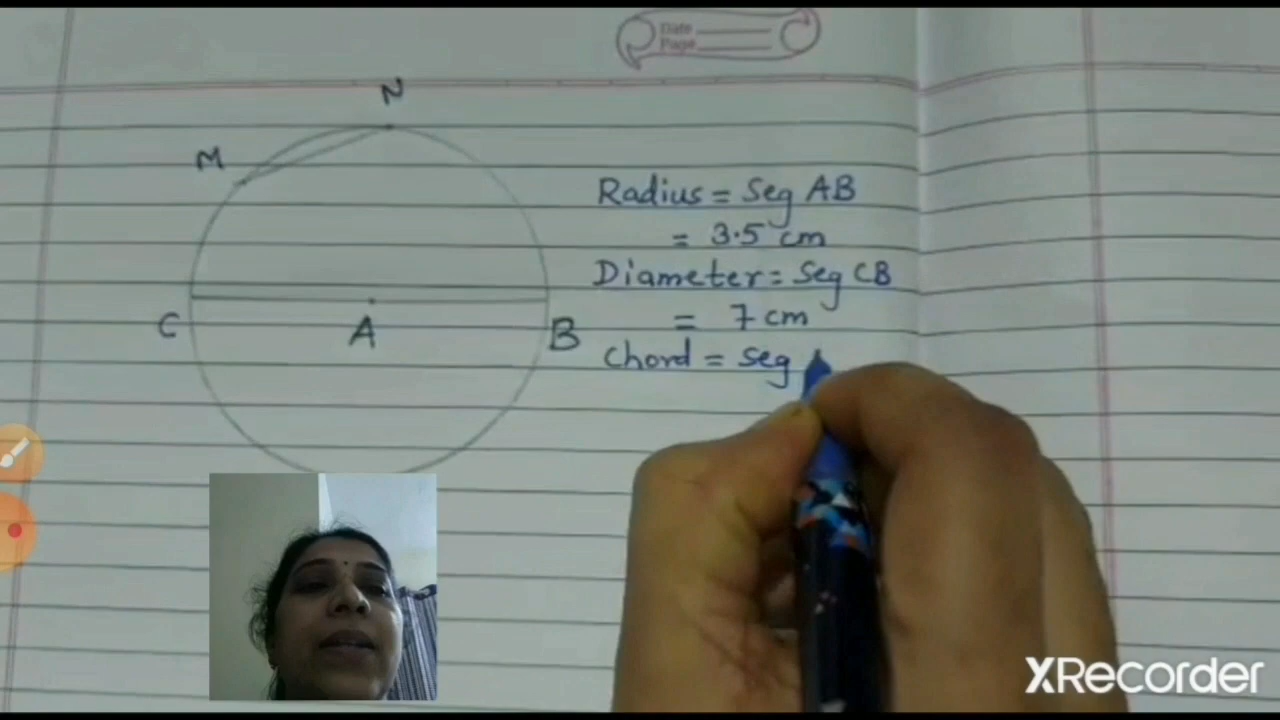 Date
Page
N
M
Radius = seg AB
= 3.5 cm
Diameter = seg CB
= 7 cm
C
A
B
Chord = seg
XRecorder